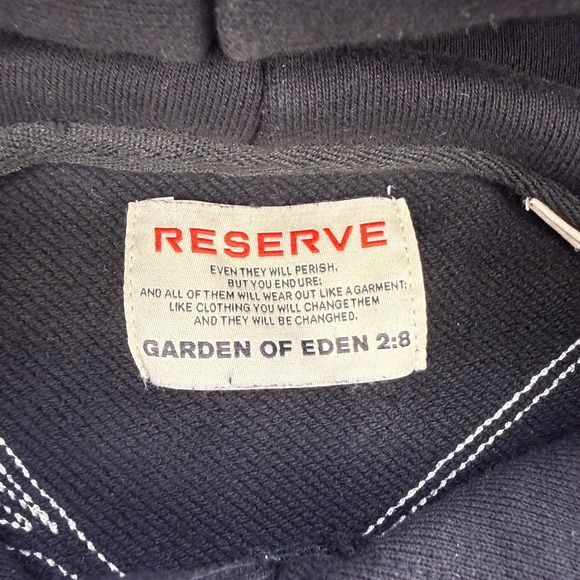 RESERVE
EVEN THEY WILL PERISH,
BUT YOU ENDURE:
AND ALL OF THEM WILL WEAR OUT LIKE A GARMENT;
LIKE CLOTHING YOU WILL CHANGE THEM
AND THEY WILL BE CHANGHED.
GARDEN OF EDEN 2:8